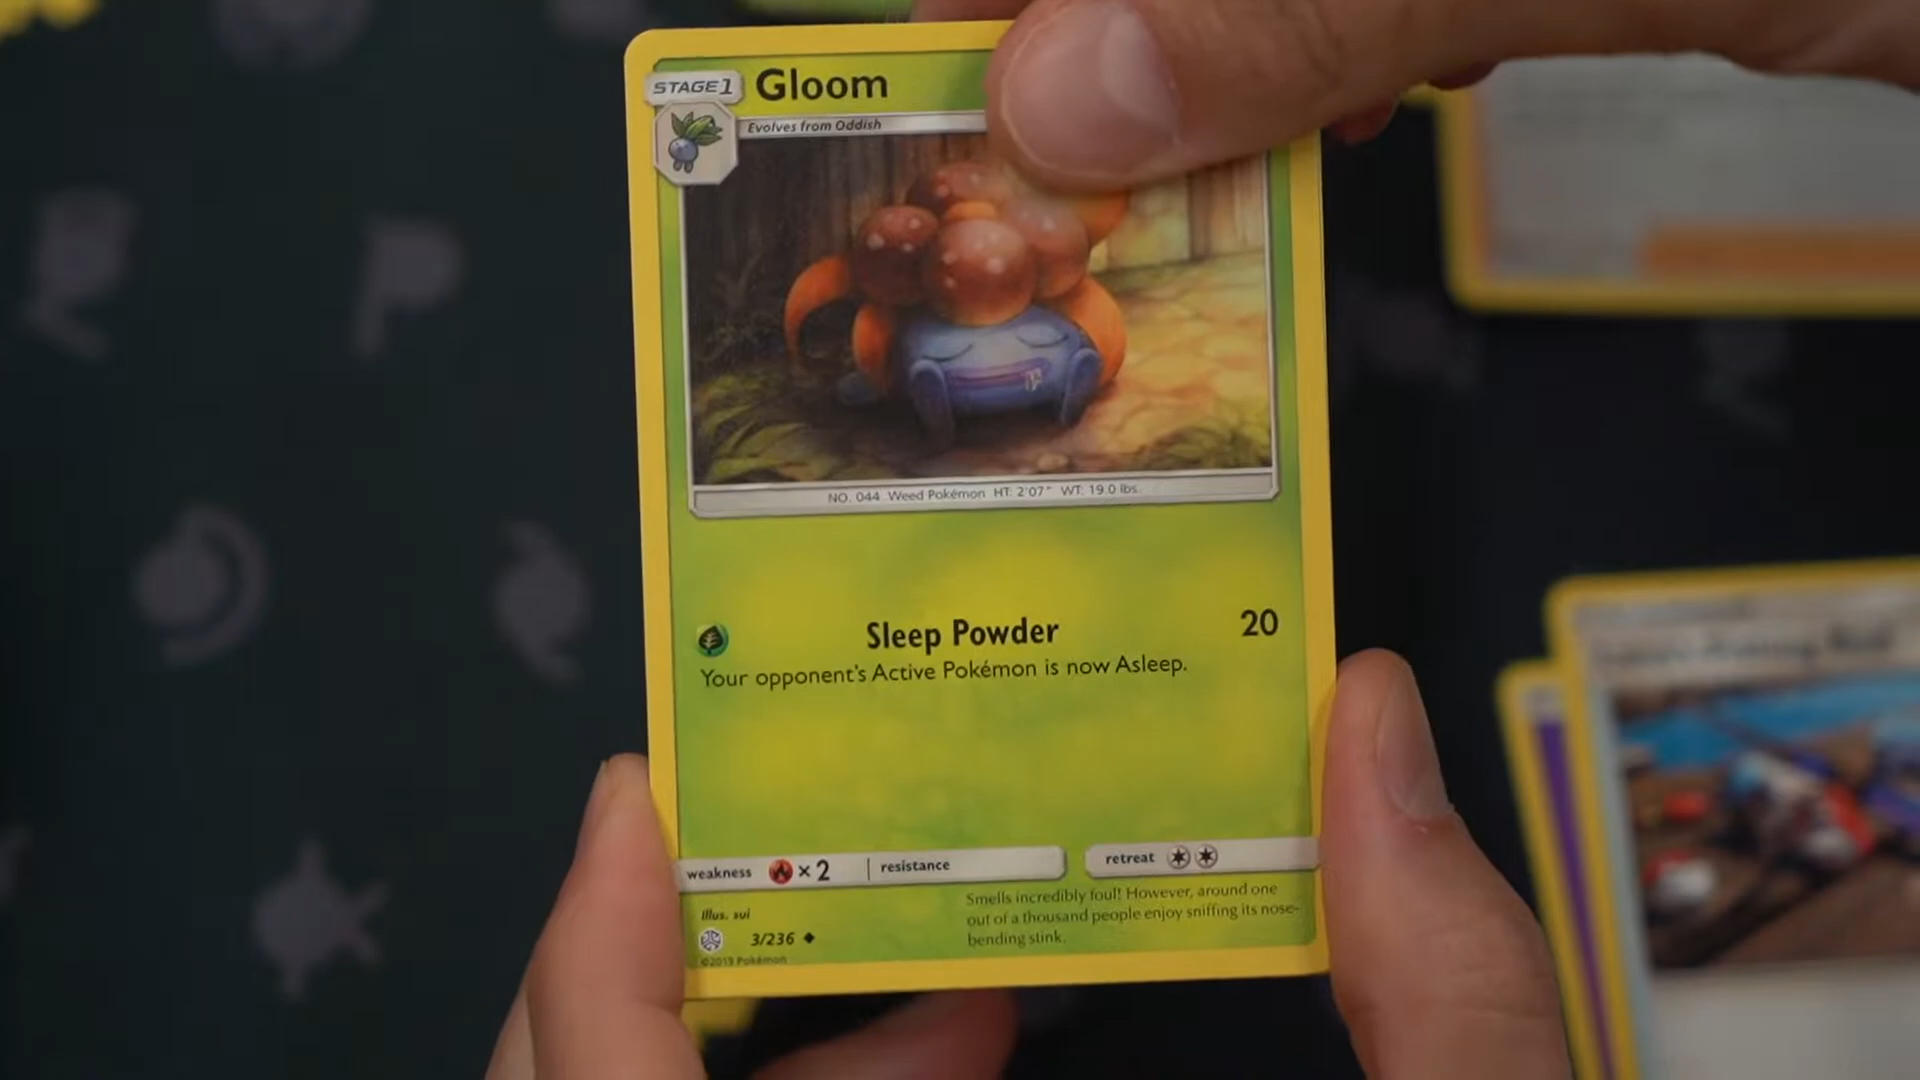 STAGE1
Gloom
Evolves from Oddish
NO. 044 Weed Pokémon HT: 2'07" WT: 19.0 lbs.
Sleep Powder 20
Your opponent's Active Pokémon is now Asleep.
weakness ×2 resistance
retreat
Smells incredibly foul! However, around one
out of a thousand people enjoy sniffing its nose-
bending stink.
Illus. sui
3/236
©2019 Pokémon